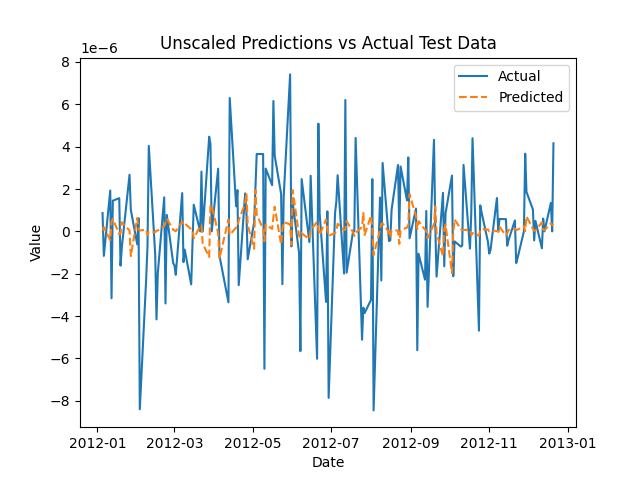 Unscaled Predictions vs Actual Test Data
1e−6
Actual
Predicted
8
6
4
2
0
−2
−4
−6
−8
Value
2012-01 2012-03 2012-05 2012-07 2012-09 2012-11 2013-01
Date